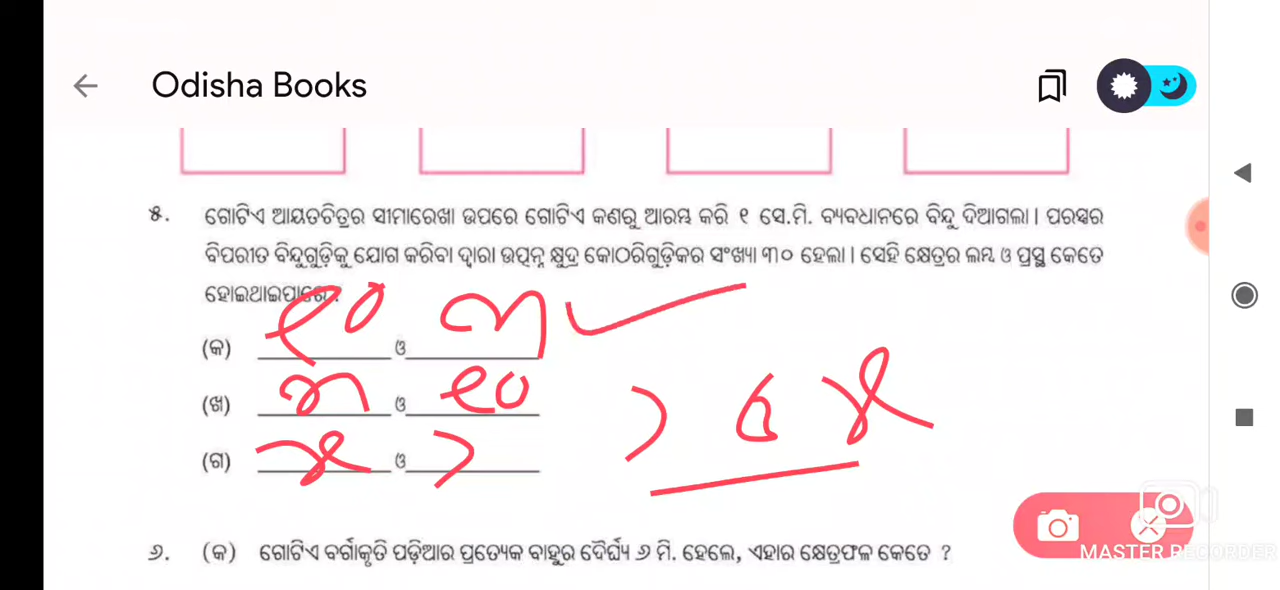 Odisha Books
୫. ଗୋଟିଏ ଆୟତଚିତ୍ରର ସୀମାରେଖା ଉପରେ ଗୋଟିଏ କଣରୁ ଆରମ୍ଭ କରି ୧ ସେ.ମି. ବ୍ୟବଧାନରେ ବିନ୍ଦୁ ଦିଆଗଲା। ପରସ୍ପର
ବିପରୀତ ବିନ୍ଦୁଗୁଡ଼ିକୁ ଯୋଗ କରିବା ଦ୍ୱାରା ଉତ୍ପନ୍ନ କ୍ଷୁଦ୍ର କୋଠରିଗୁଡ଼ିକର ସଂଖ୍ୟା ୩୦ ହେଲା। ସେହି କ୍ଷେତ୍ରର ଲମ୍ବ ଓ ପ୍ରସ୍ଥ କେତେ
ହୋଇଥାଇପାରେ ?
(କ) ୧୦ ଓ ୩
(ଖ) ୩ ଓ ୧୦
(ଗ) ଓ
୬. (କ) ଗୋଟିଏ ବର୍ଗାକୃତି ପଡ଼ିଆର ପ୍ରତ୍ୟେକ ବାହୁର ଦୈର୍ଘ୍ୟ ୬ ମି. ହେଲେ, ଏହାର କ୍ଷେତ୍ରଫଳ କେତେ ?
MASTER RECORDER